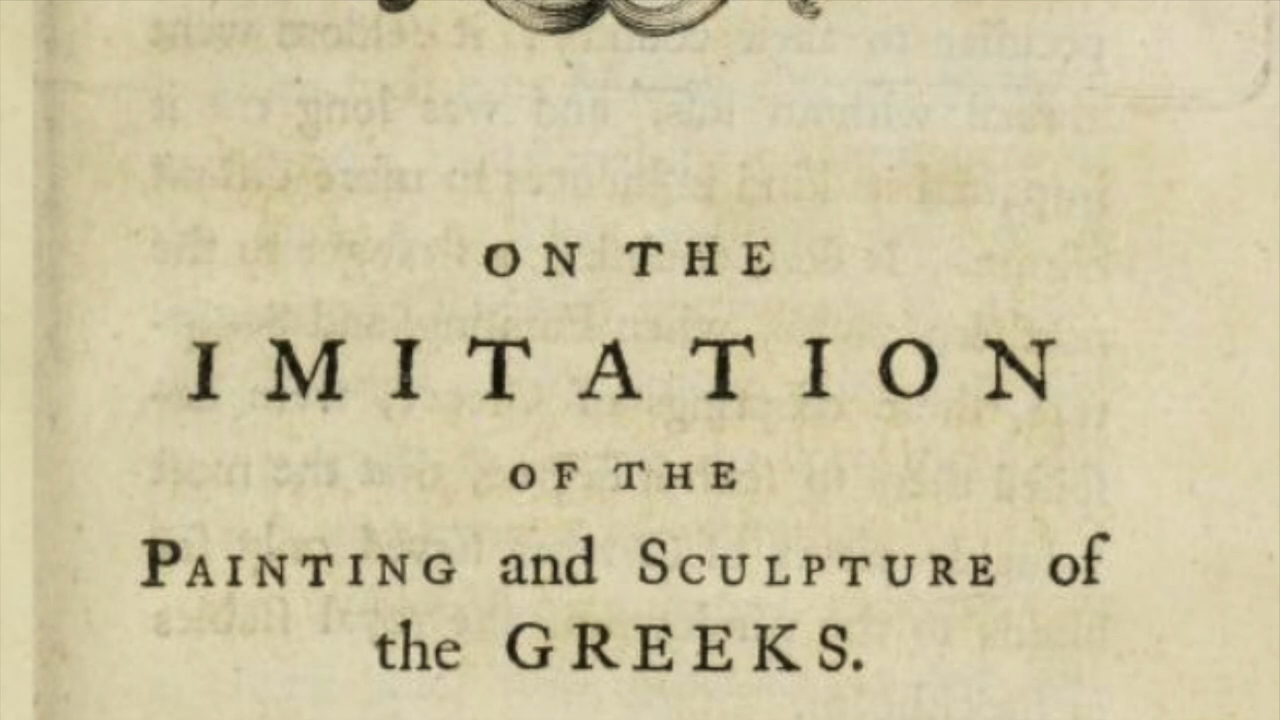 ON THE
IMITATION
OF THE
PAINTING and SCULPTURE of
the GREEKS.